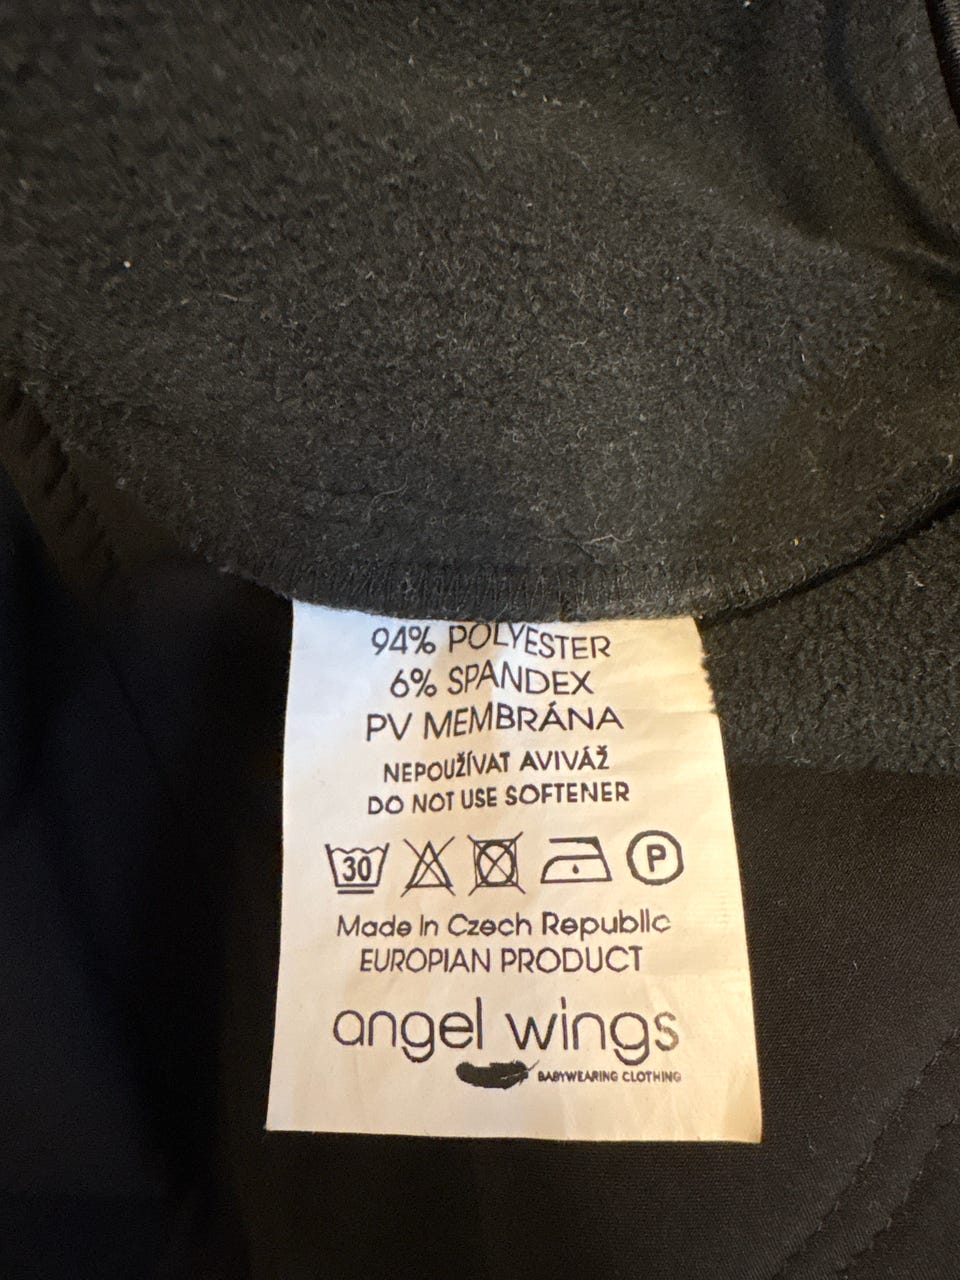 94% POLYESTER
6% SPANDEX
PV MEMBRÁNA
NEPOUŽÍVAT AVIVÁŽ
DO NOT USE SOFTENER
30 P
Made In Czech Republic
EUROPIAN PRODUCT
angel wings
BABYWEARING CLOTHING